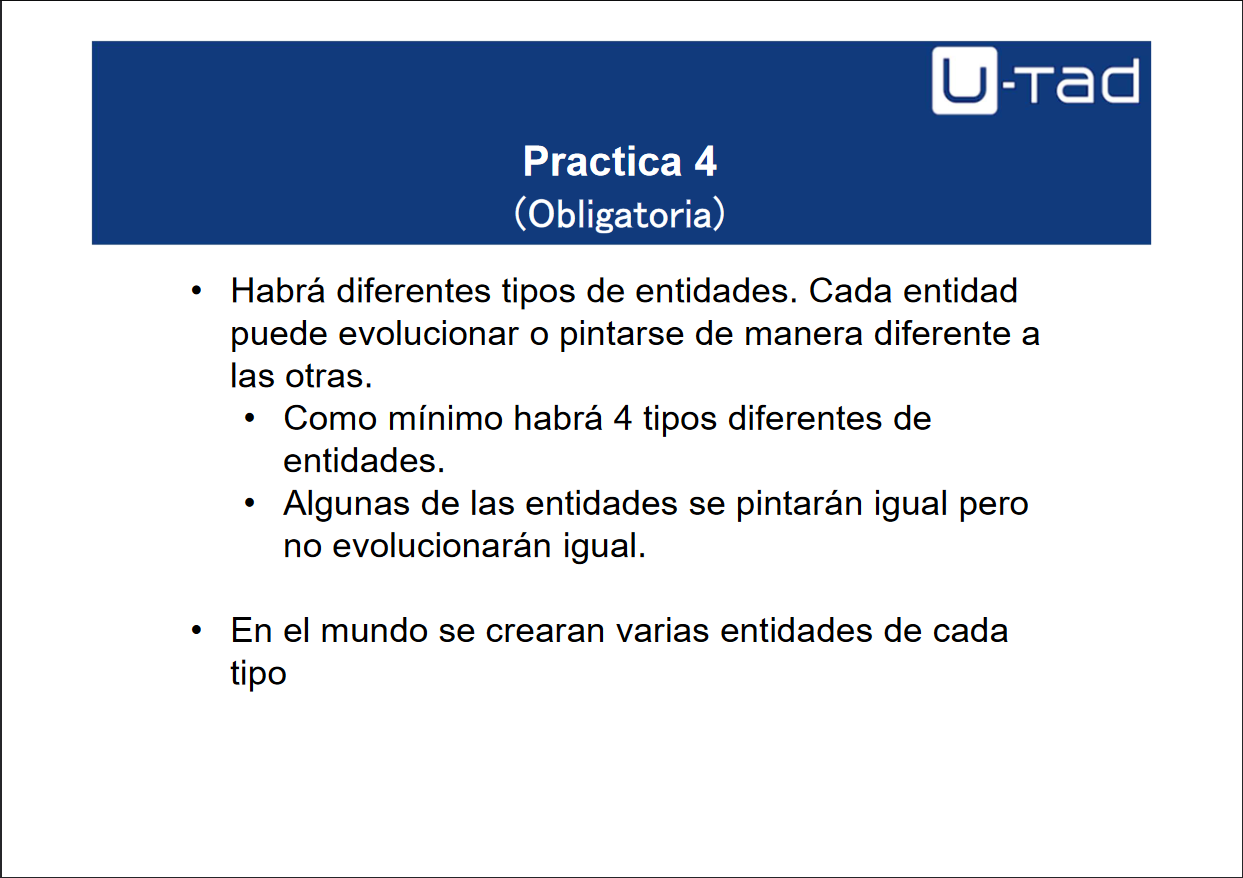 U-Tad
Practica 4
(Obligatoria)
• Habrá diferentes tipos de entidades. Cada entidad
puede evolucionar o pintarse de manera diferente a
las otras.
• Como mínimo habrá 4 tipos diferentes de
entidades.
• Algunas de las entidades se pintarán igual pero
no evolucionarán igual.
• En el mundo se crearan varias entidades de cada
tipo